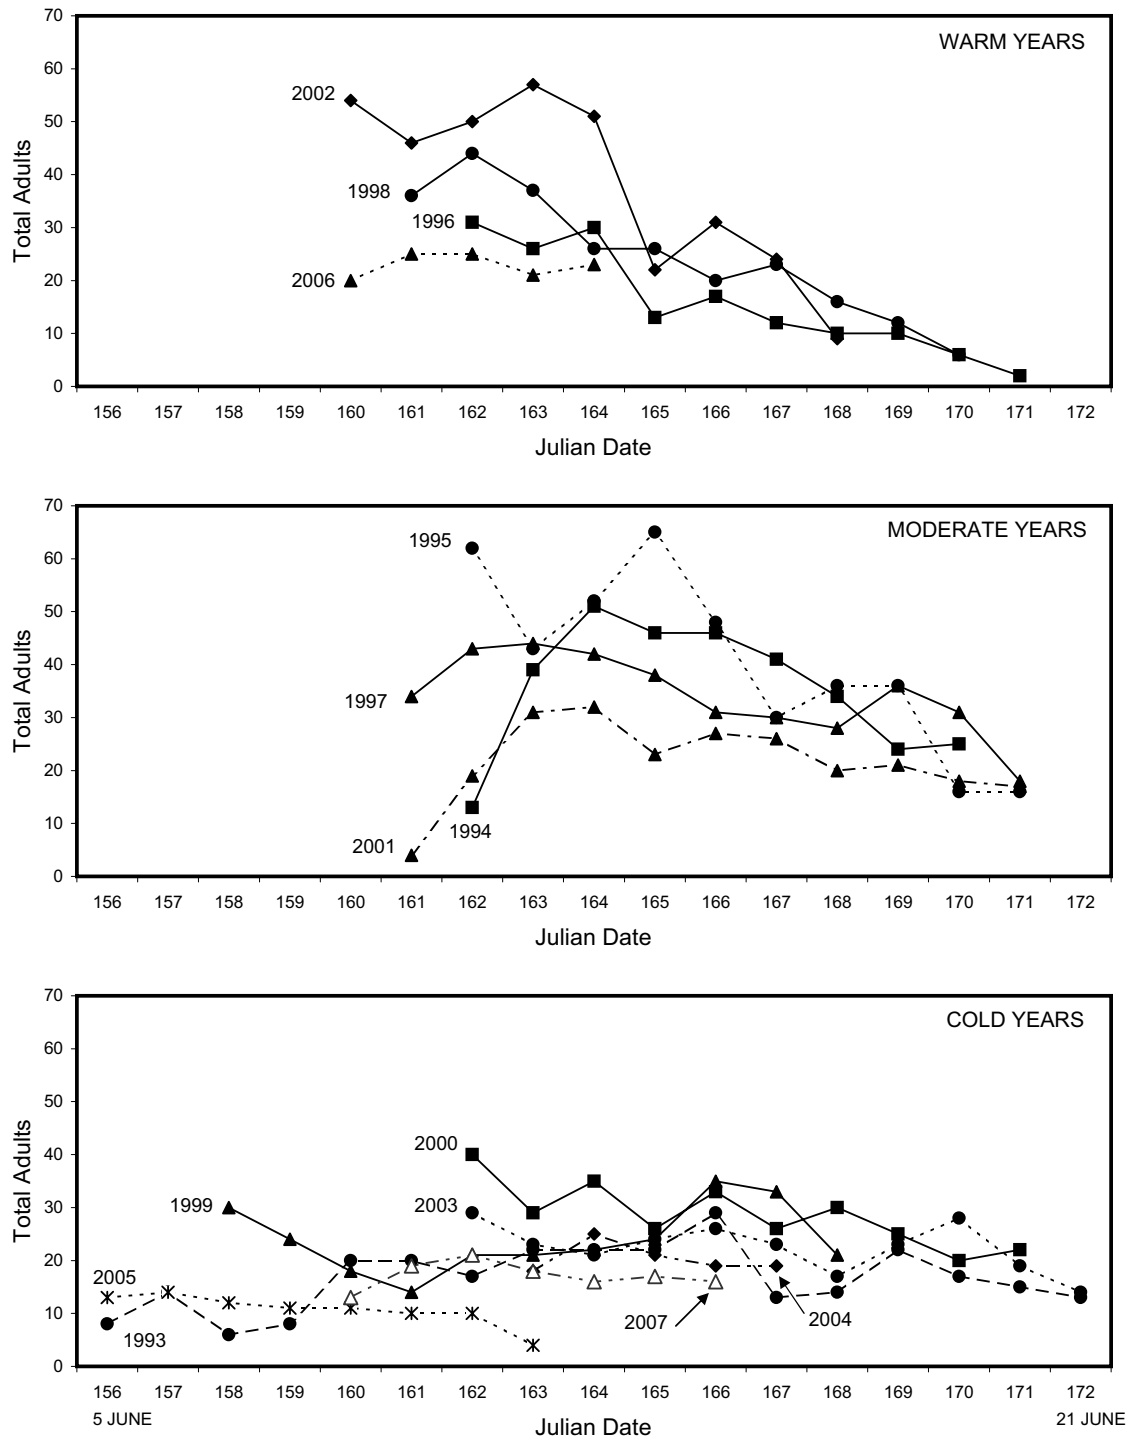 70
WARM YEARS
60
2002
50
40
1998
1996
30
2006
20
10
0
Total Adults
156 157 158 159 160 161 162 163 164 165 166 167 168 169 170 171 172
Julian Date
70
MODERATE YEARS
1995
60
50
40
1997
30
20
1994
10
2001
0
Total Adults
156 157 158 159 160 161 162 163 164 165 166 167 168 169 170 171 172
Julian Date
70
COLD YEARS
60
50
2000
40
1999
2003
30
20
2005
10
1993
2007
2004
0
Total Adults
156 157 158 159 160 161 162 163 164 165 166 167 168 169 170 171 172
5 JUNE
21 JUNE
Julian Date